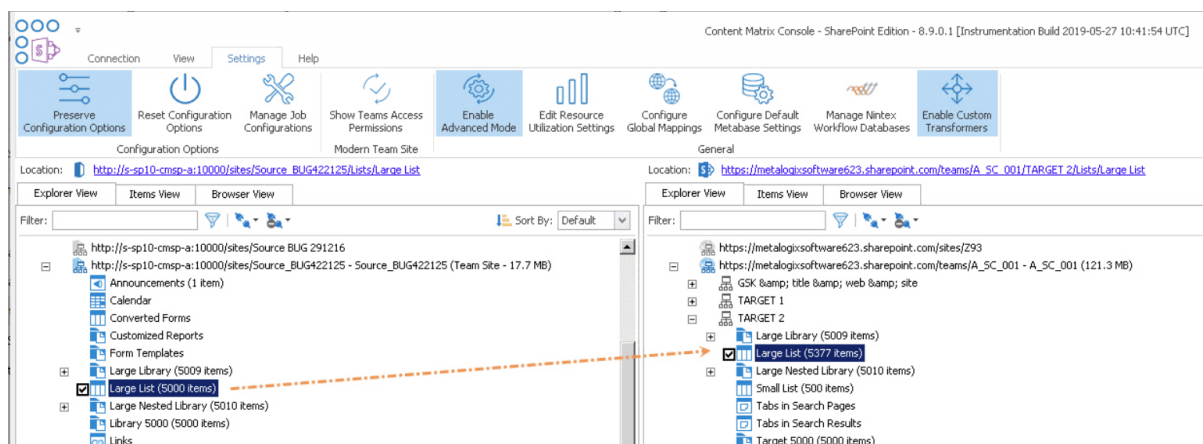 Content Matrix Console - SharePoint Edition - 8.9.0.1 [Instrumentation Build 2019-05-27 10:41:54 UTC]
Connection View Settings Help
Preserve Configuration Options
Reset Configuration Options
Manage Job Configurations
Show Teams Access Permissions
Enable Advanced Mode
Edit Resource Utilization Settings
Configure Global Mappings
Configure Default Metabase Settings
Manage Nintex Workflow Databases
Enable Custom Transformers
Configuration Options
Modern Team Site
General
Location: http://s-sp10-cmsp-a:10000/sites/Source_BUG422125/Lists/Large List
Explorer View Items View Browser View
Filter: Sort By: Default
http://s-sp10-cmsp-a:10000/sites/Source BUG 291216
http://s-sp10-cmsp-a:10000/sites/Source_BUG422125 - Source_BUG422125 (Team Site - 17.7 MB)
Announcements (1 item)
Calendar
Converted Forms
Customized Reports
Form Templates
Large Library (5009 items)
Large List (5000 items)
Large Nested Library (5010 items)
Library 5000 (5000 items)
Links
Location: https://metalogixsoftware623.sharepoint.com/teams/A_SC_001/TARGET 2/Lists/Large List
Explorer View Items View Browser View
Filter:
https://metalogixsoftware623.sharepoint.com/sites/Z93
https://metalogixsoftware623.sharepoint.com/teams/A_SC_001 - A_SC_001 (121.3 MB)
GSK &amp; title &amp; web &amp; site
TARGET 1
TARGET 2
Large Library (5009 items)
Large List (5377 items)
Large Nested Library (5010 items)
Small List (500 items)
Tabs in Search Pages
Tabs in Search Results
Target 5000 (5000 items)